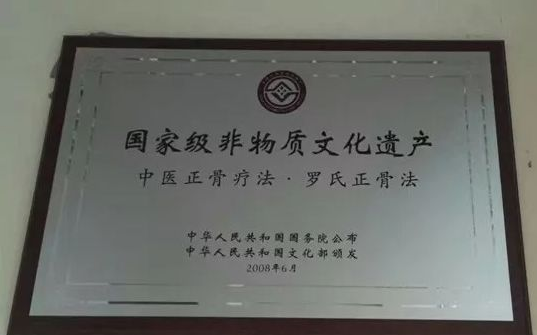 国家级非物质文化遗产
中医正骨疗法·罗氏正骨法
中华人民共和国国务院公布
中华人民共和国文化部颁发
2008年6月